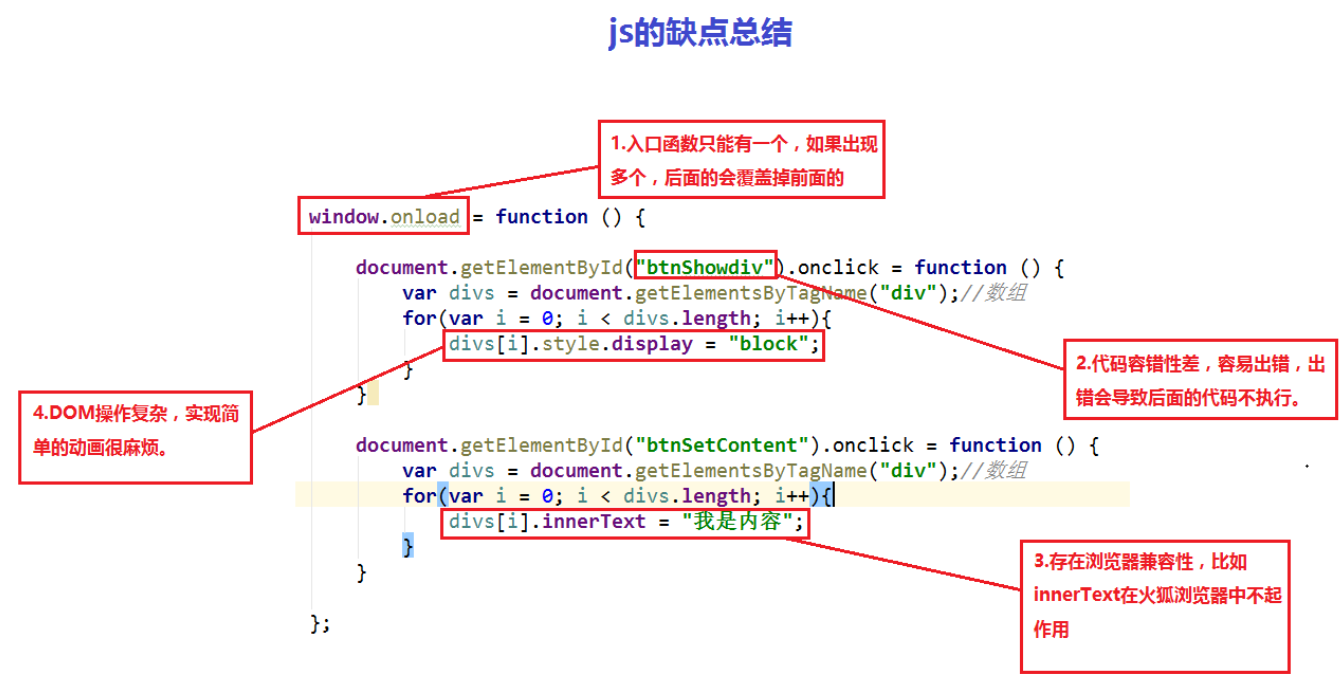 js的缺点总结
1.入口函数只能有一个，如果出现
多个，后面的会覆盖掉前面的
window.onload = function () {
document.getElementById("btnShowdiv").onclick = function () {
var divs = document.getElementsByTagName("div");//数组
for(var i = 0; i < divs.length; i++){
divs[i].style.display = "block";
}
}
2.代码容错性差，容易出错，出
错会导致后面的代码不执行。
4.DOM操作复杂，实现简
单的动画很麻烦。
document.getElementById("btnSetContent").onclick = function () {
var divs = document.getElementsByTagName("div");//数组
for(var i = 0; i < divs.length; i++){
divs[i].innerText = "我是内容";
}
}
};
3.存在浏览器兼容性，比如
innerText在火狐浏览器中不起
作用